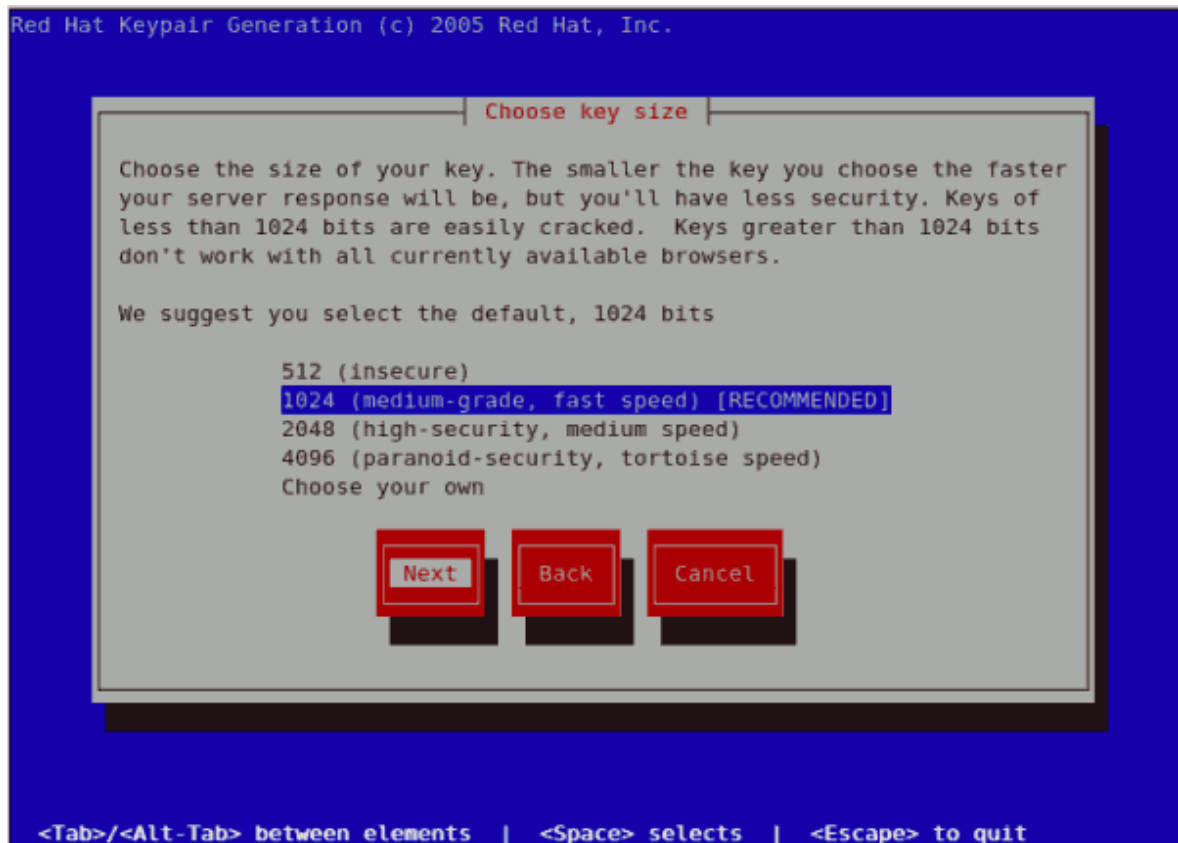 Red Hat Keypair Generation (c) 2005 Red Hat, Inc.
Choose key size
Choose the size of your key. The smaller the key you choose the faster
your server response will be, but you'll have less security. Keys of
less than 1024 bits are easily cracked.  Keys greater than 1024 bits
don't work with all currently available browsers.
We suggest you select the default, 1024 bits
512 (insecure)
1024 (medium-grade, fast speed) [RECOMMENDED]
2048 (high-security, medium speed)
4096 (paranoid-security, tortoise speed)
Choose your own
Next Back Cancel
<Tab>/<Alt-Tab> between elements  |  <Space> selects  |  <Escape> to quit